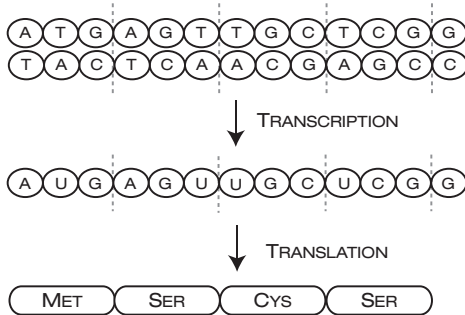 A T G A G T T G C T C G G
T A C T C A A C G A G C C
TRANSCRIPTION
A U G A G U U G C U C G G
TRANSLATION
MET SER CYS SER